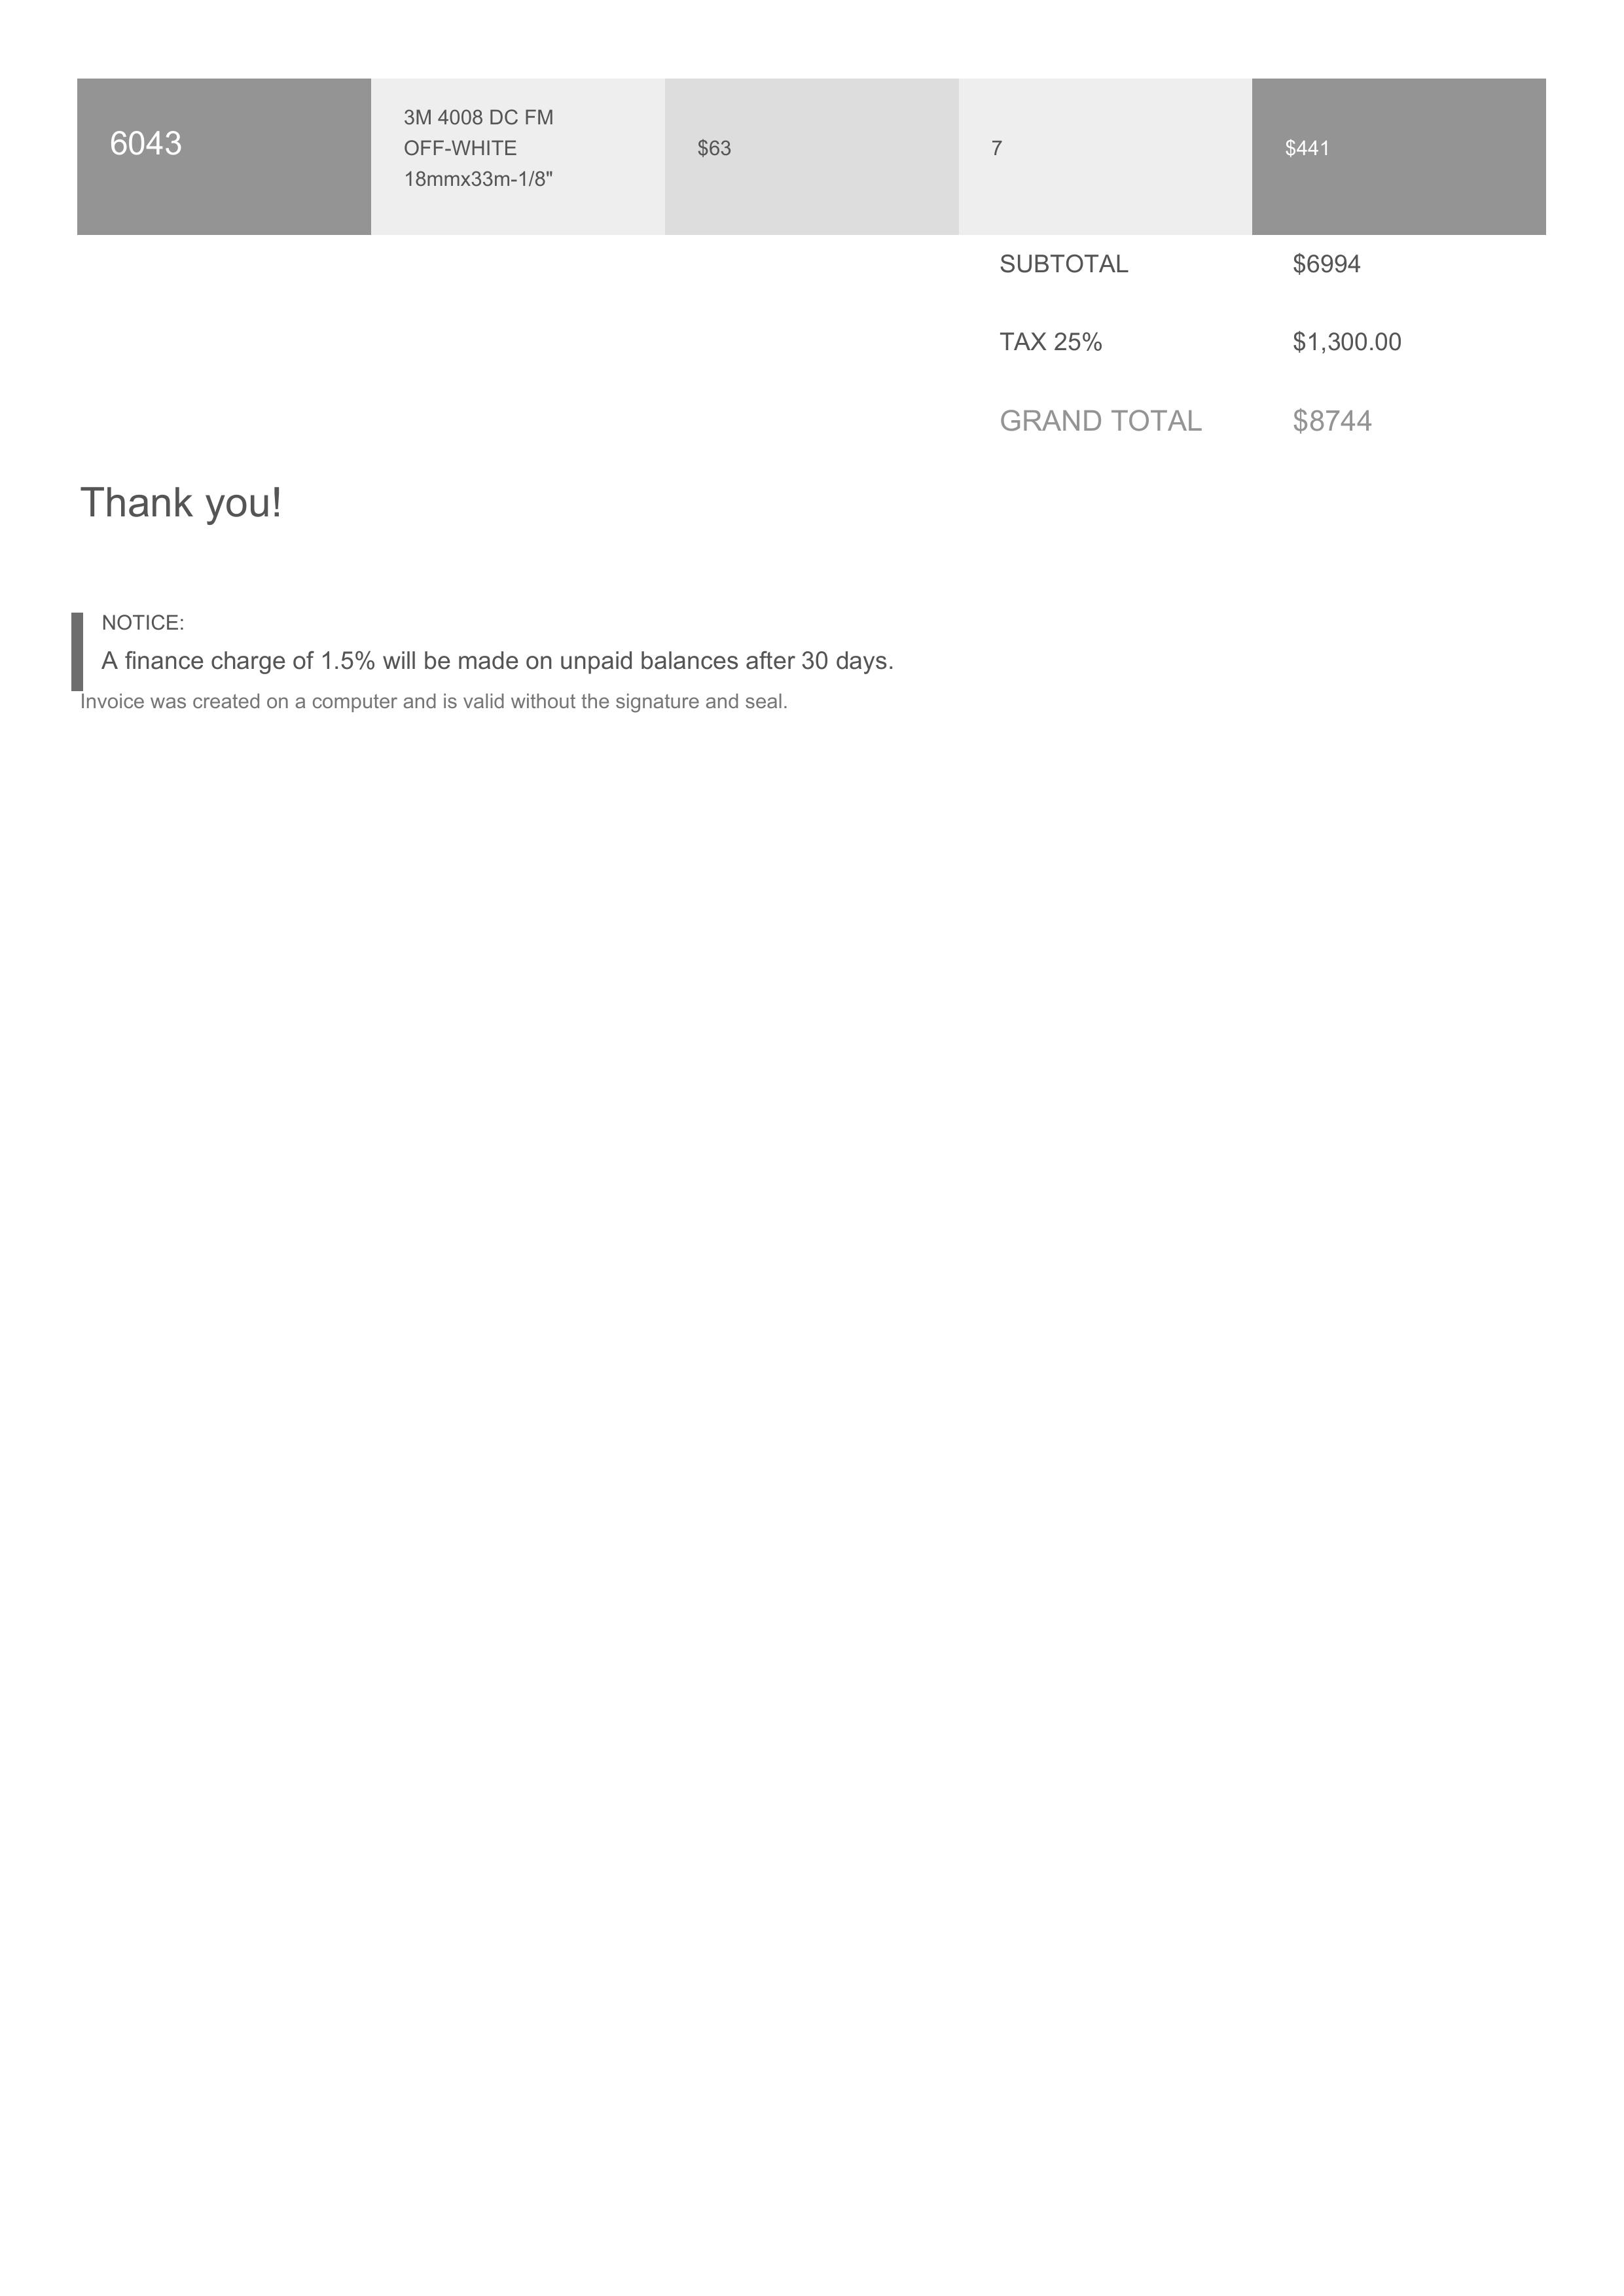 6043
3M 4008 DC FM
OFF-WHITE
18mmx33m-1/8"
$63
7
$441
SUBTOTAL $6994
TAX 25% $1,300.00
GRAND TOTAL $8744
Thank you!
NOTICE:
A finance charge of 1.5% will be made on unpaid balances after 30 days.
Invoice was created on a computer and is valid without the signature and seal.